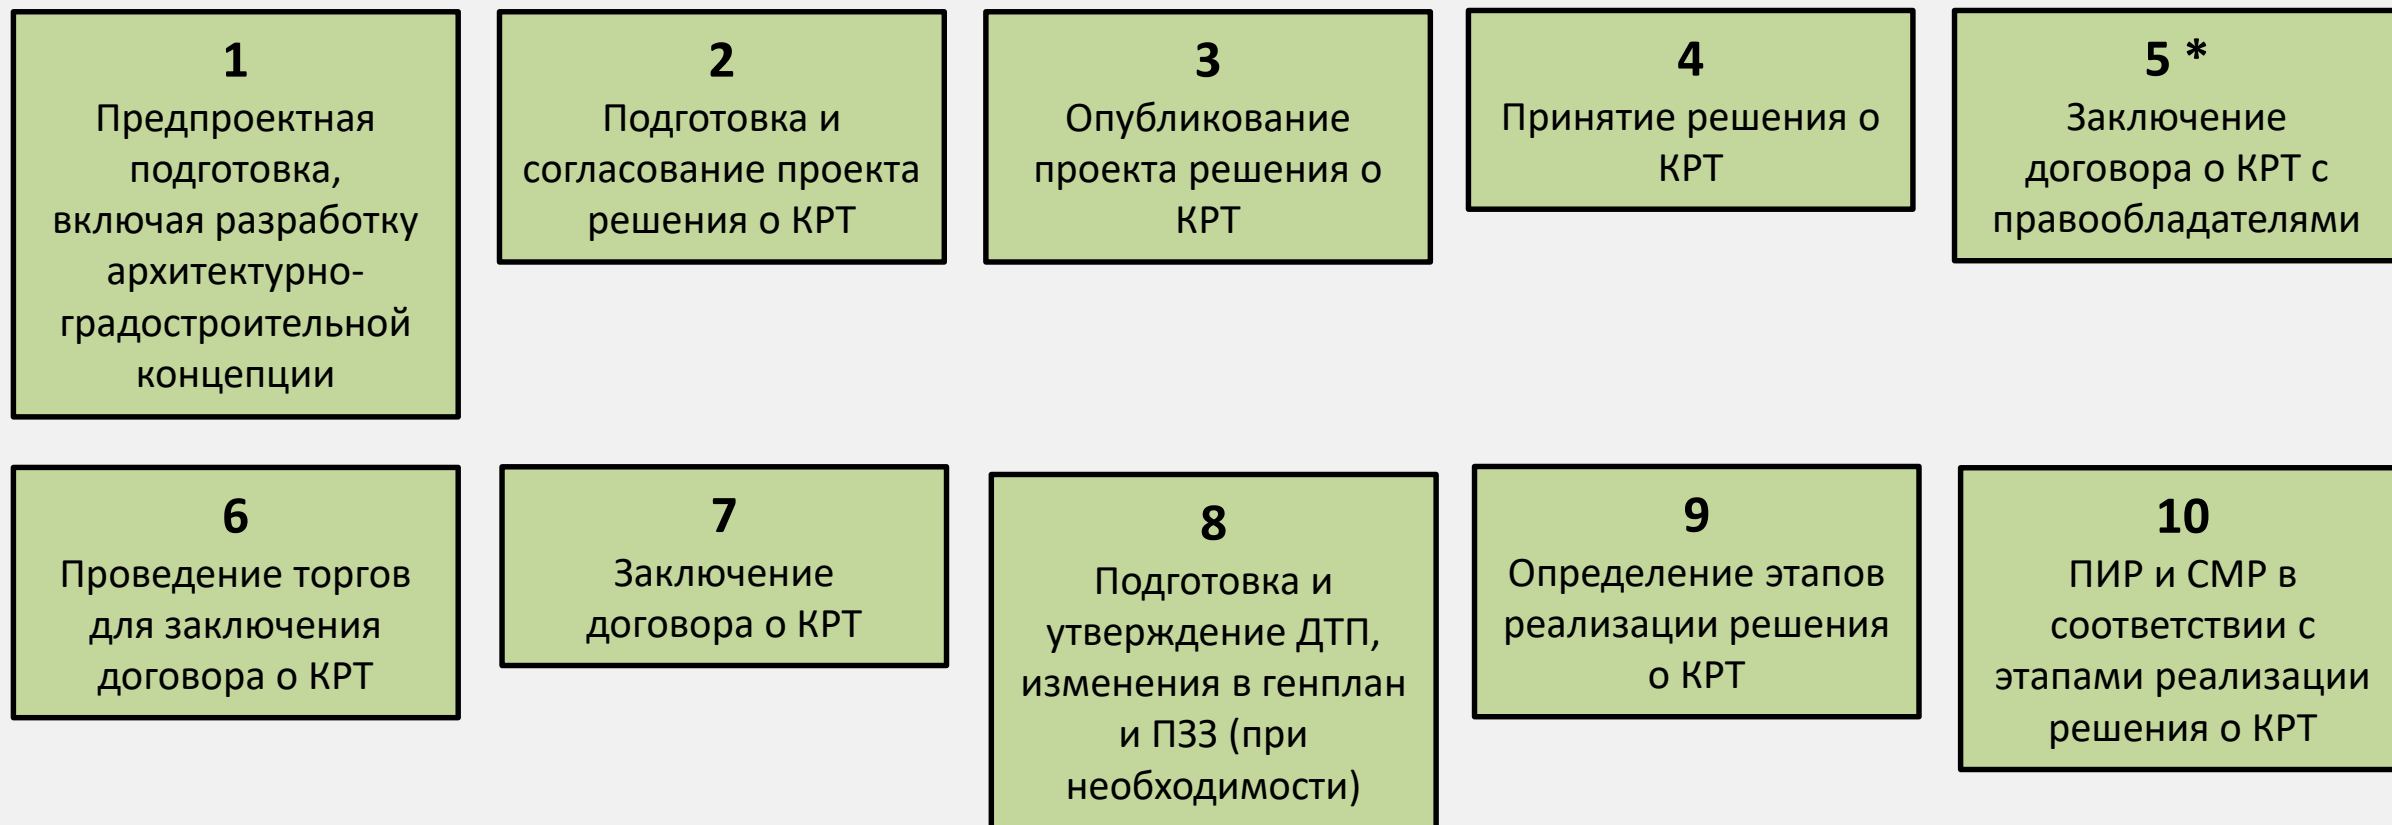 1
Предпроектная
подготовка,
включая разработку
архитектурно-
градостроительной
концепции
2
Подготовка и
согласование проекта
решения о КРТ
3
Опубликование
проекта решения о
КРТ
4
Принятие решения о
КРТ
5 *
Заключение
договора о КРТ с
правообладателями
6
Проведение торгов
для заключения
договора о КРТ
7
Заключение
договора о КРТ
8
Подготовка и
утверждение ДТП,
изменения в генплан
и ПЗЗ (при
необходимости)
9
Определение этапов
реализации решения
о КРТ
10
ПИР и СМР в
соответствии с
этапами реализации
решения о КРТ